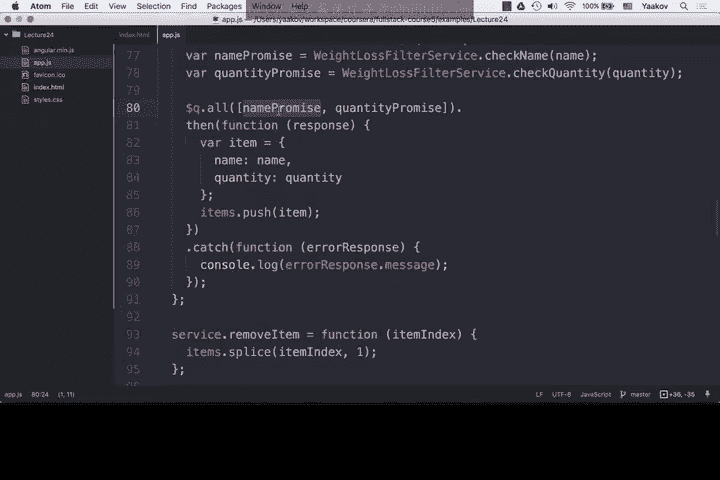 Atom File Edit View Selection Find Packages Window Help 100% Yaakov
app.js — /Users/yaakov/workspace/coursera/fullstack-course5/examples/Lecture24
Lecture24
angular.min.js
app.js
favicon.ico
index.html
styles.css
index.html app.js
77 var namePromise = WeightLossFilterService.checkName(name);
78 var quantityPromise = WeightLossFilterService.checkQuantity(quantity);
79
80 $q.all([namePromise, quantityPromise]).
81 then(function (response) {
82 var item = {
83 name: name,
84 quantity: quantity
85 };
86 items.push(item);
87 })
88 .catch(function (errorResponse) {
89 console.log(errorResponse.message);
90 });
91 };
92
93 service.removeItem = function (itemIndex) {
94 items.splice(itemIndex, 1);
95 };
app.js 80:24 (1, 11) LF UTF-8 JavaScript master +36, -35